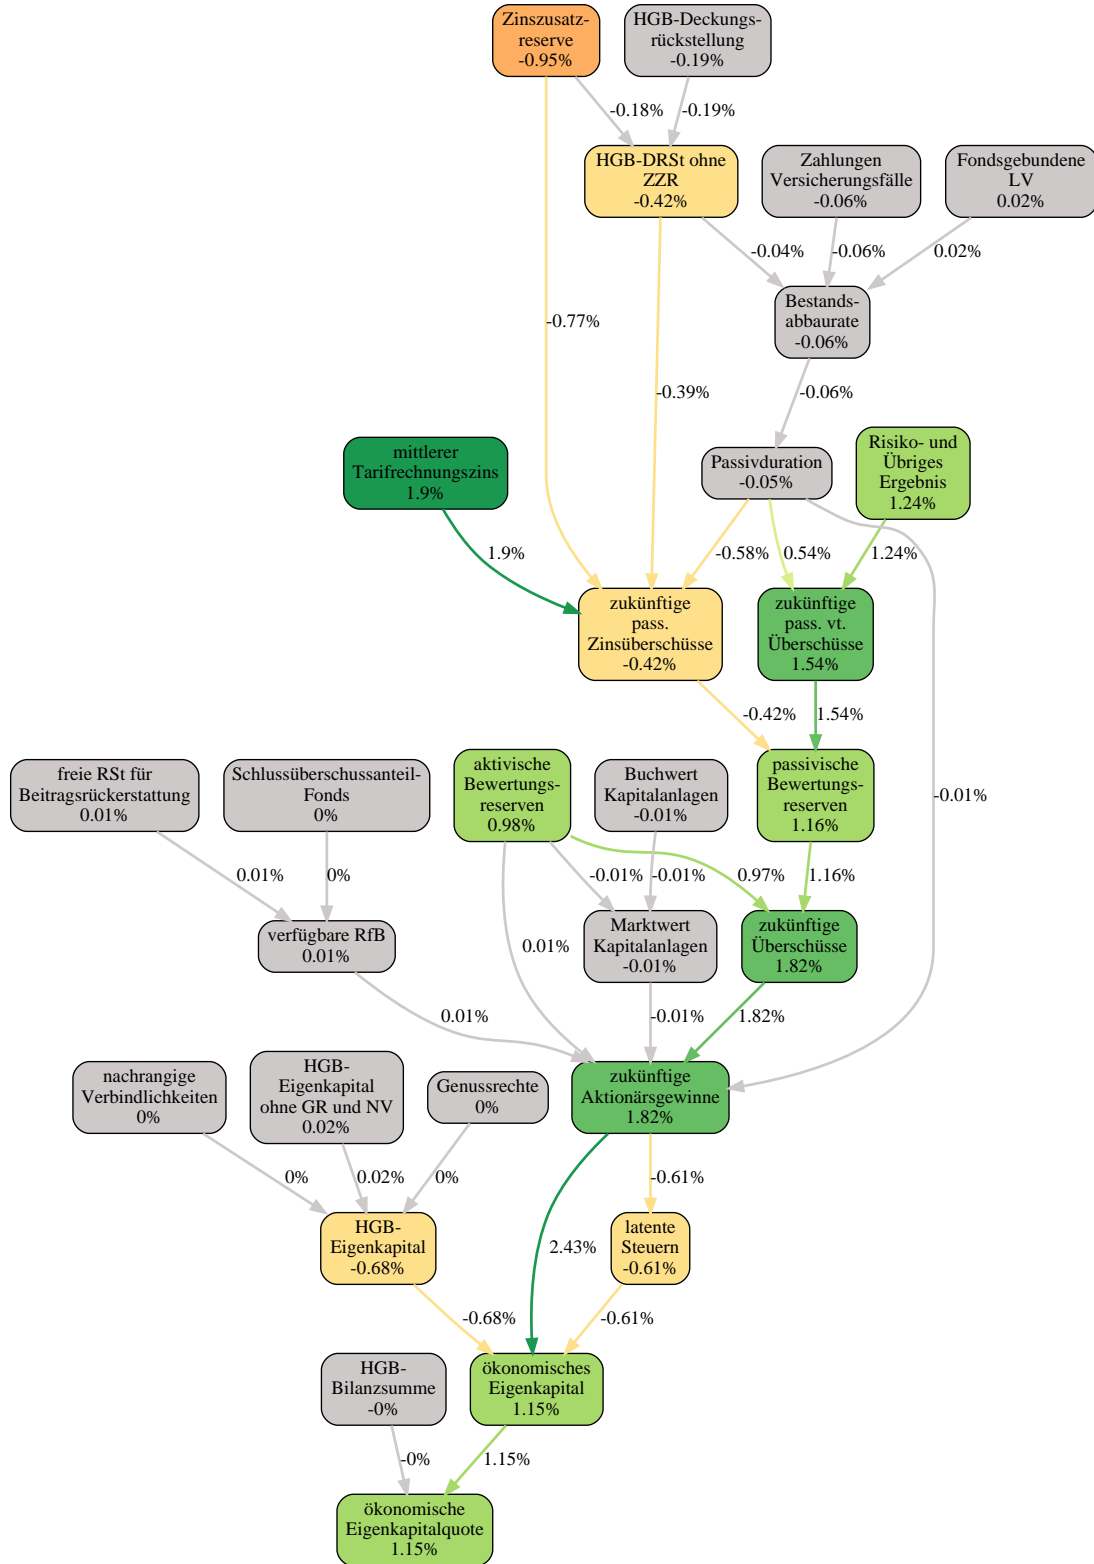 Zinszusatz-
reserve
-0.95%
HGB-Deckungs-
rückstellung
-0.19%
-0.18%
-0.19%
HGB-DRSt ohne
ZZR
-0.42%
Zahlungen
Versicherungsfälle
-0.06%
Fondsgebundene
LV
0.02%
-0.04%
-0.06%
0.02%
Bestands-
abbaurate
-0.06%
-0.77%
-0.39%
-0.06%
mittlerer
Tarifrechnungszins
1.9%
Passivduration
-0.05%
Risiko- und
Übriges
Ergebnis
1.24%
1.9%
-0.58%
0.54%
1.24%
zukünftige
pass.
Zinsüberschüsse
-0.42%
zukünftige
pass. vt.
Überschüsse
1.54%
-0.42%
1.54%
freie RSt für
Beitragsrückerstattung
0.01%
Schlussüberschussanteil-
Fonds
0%
aktivische
Bewertungs-
reserven
0.98%
Buchwert
Kapitalanlagen
-0.01%
passivische
Bewertungs-
reserven
1.16%
-0.01%
0.01%
0%
-0.01%
-0.01%
0.97%
1.16%
verfügbare RfB
0.01%
0.01%
Marktwert
Kapitalanlagen
-0.01%
zukünftige
Überschüsse
1.82%
0.01%
-0.01%
1.82%
nachrangige
Verbindlichkeiten
0%
HGB-
Eigenkapital
ohne GR und NV
0.02%
Genussrechte
0%
zukünftige
Aktionärsgewinne
1.82%
0%
0.02%
0%
-0.61%
HGB-
Eigenkapital
-0.68%
2.43%
latente
Steuern
-0.61%
-0.68%
-0.61%
HGB-
Bilanzsumme
-0%
ökonomisches
Eigenkapital
1.15%
-0%
1.15%
ökonomische
Eigenkapitalquote
1.15%